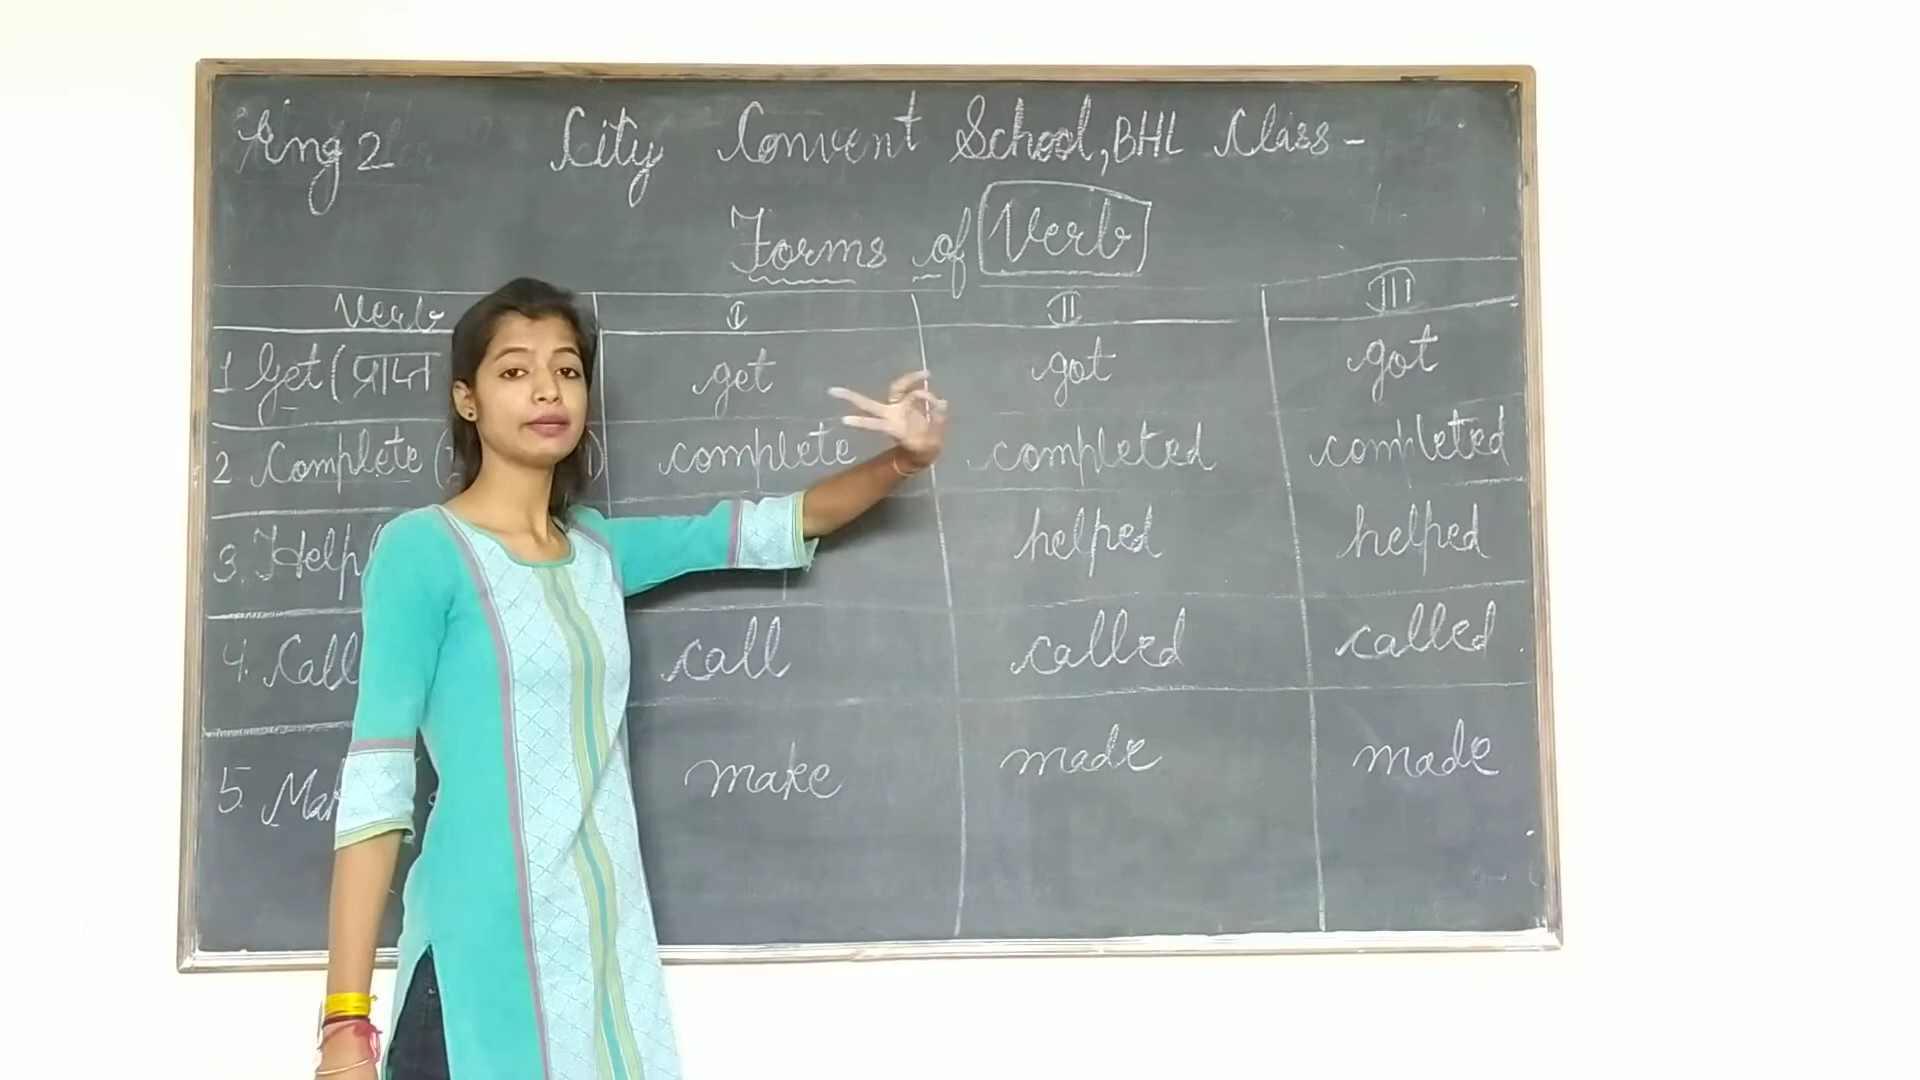 Eng 2 City Convent School, BHL Class -
Forms of Verb
Verb I II III
1 Get (प्राप्त get got got
2 Complete ( complete completed completed
3. Help helped helped
4. Call call called called
5. make made made